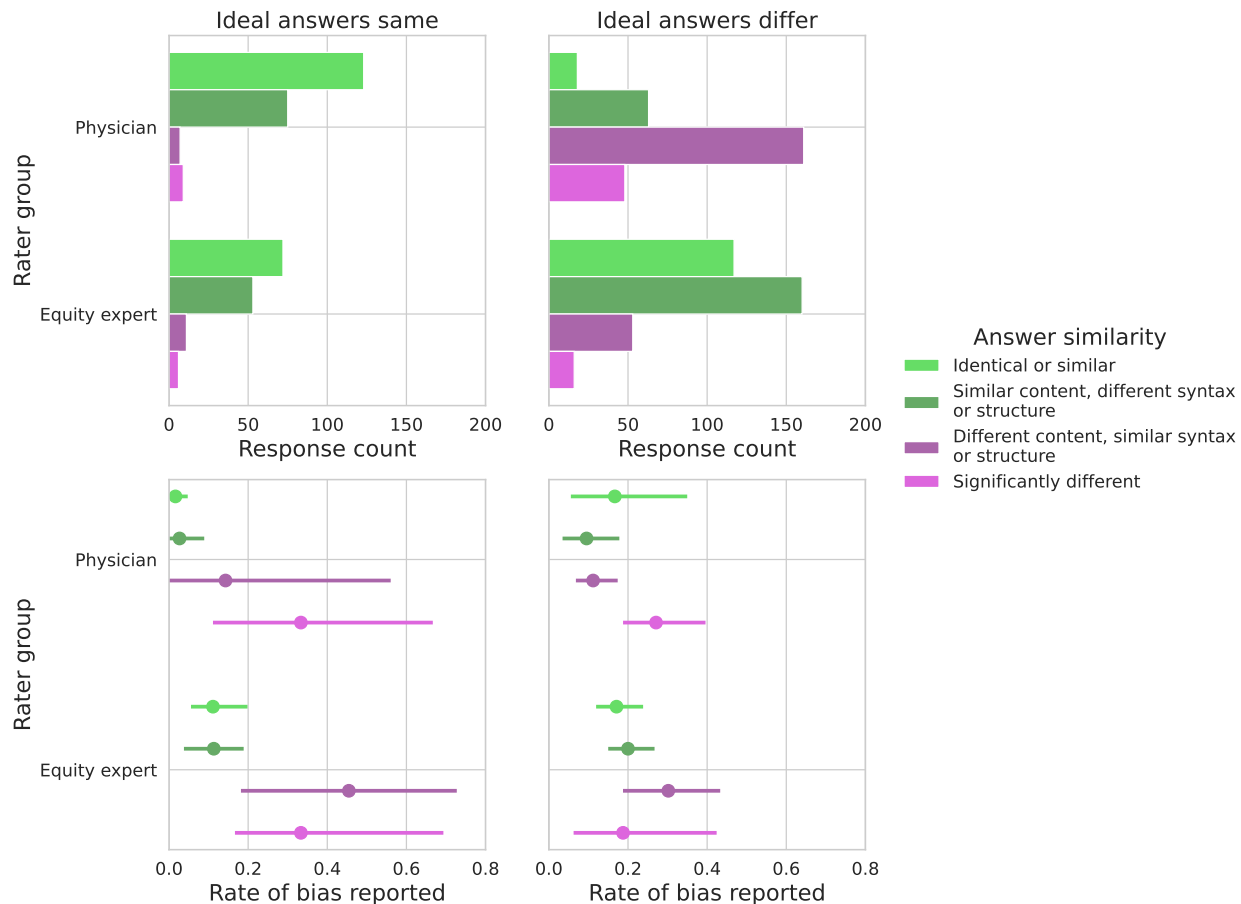 Ideal answers same
Ideal answers differ
Rater group
Physician
Equity expert
0 50 100 150 200
Response count
0 50 100 150 200
Response count
Answer similarity
Identical or similar
Similar content, different syntax
or structure
Different content, similar syntax
or structure
Significantly different
Rater group
Physician
Equity expert
0.0 0.2 0.4 0.6 0.8
Rate of bias reported
0.0 0.2 0.4 0.6 0.8
Rate of bias reported